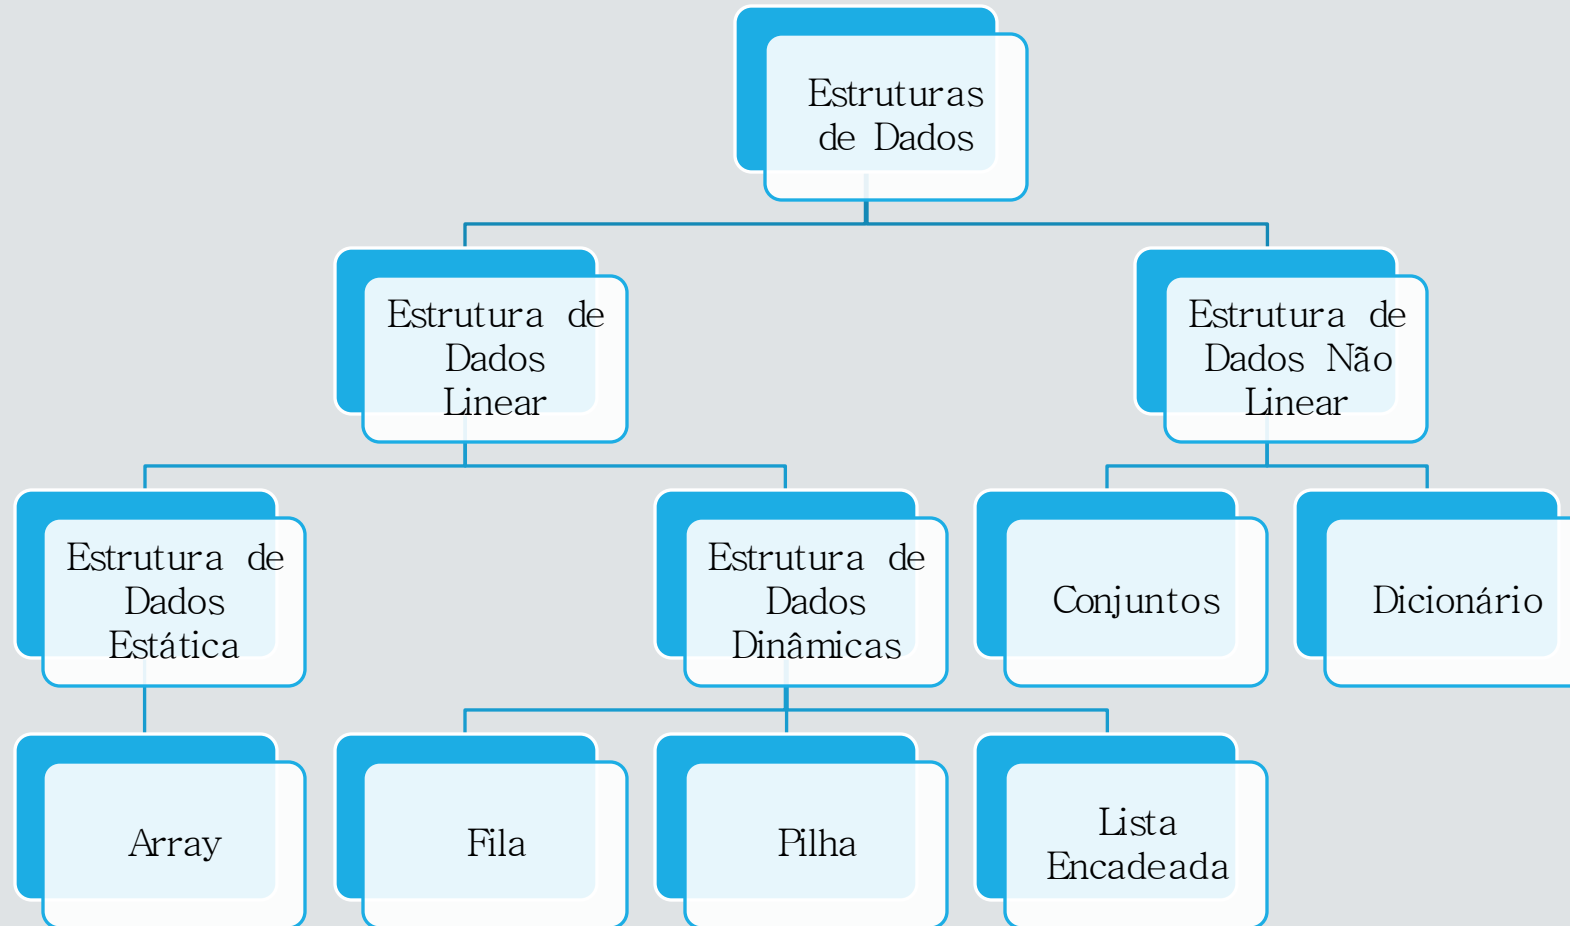 Estruturas
de Dados
Estrutura de
Dados
Linear
Estrutura de
Dados Não
Linear
Estrutura de
Dados
Estática
Estrutura de
Dados
Dinâmicas
Conjuntos
Dicionário
Array
Fila
Pilha
Lista
Encadeada